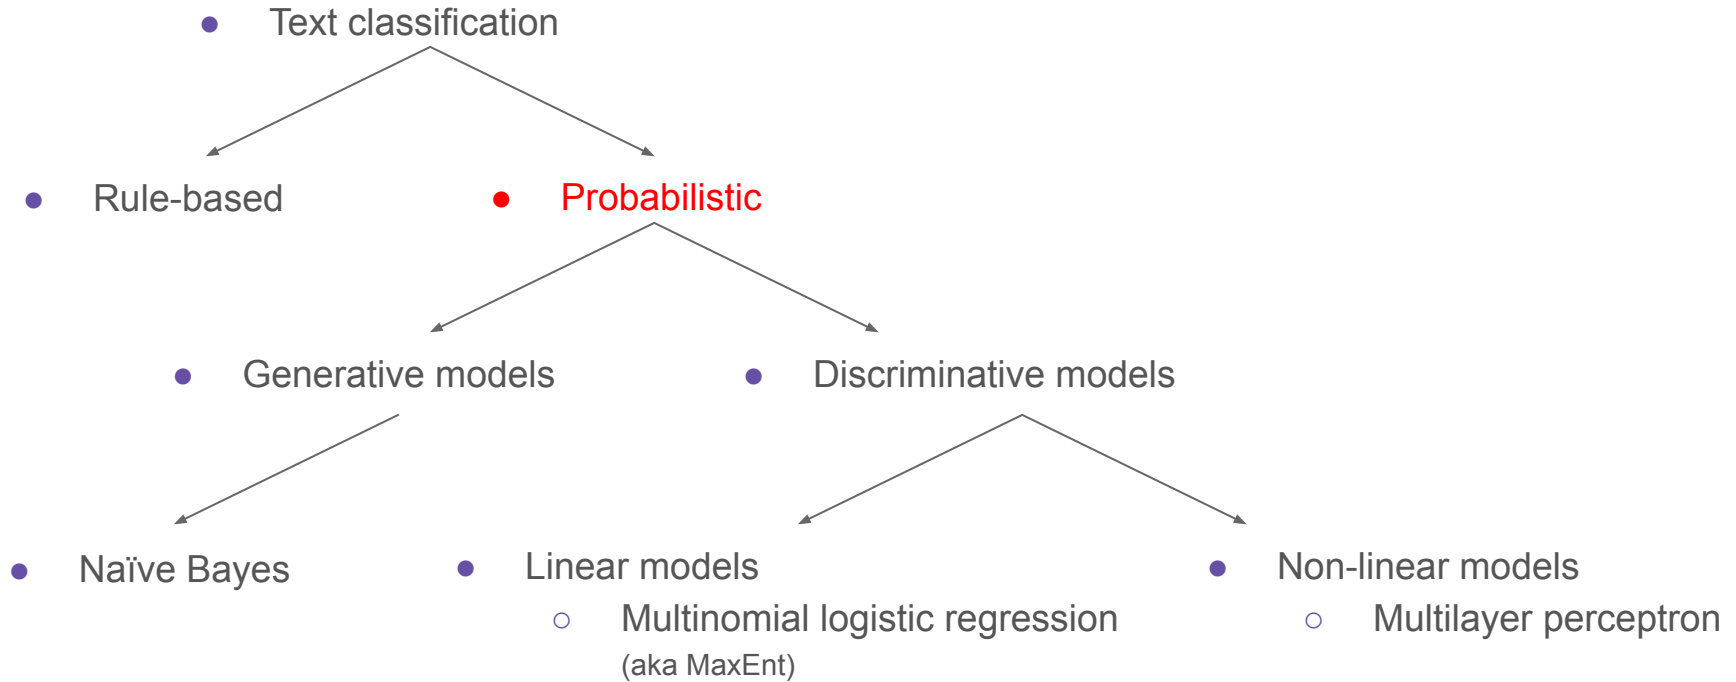 Text classification
Rule-based
Probabilistic
Generative models
Discriminative models
Naïve Bayes
Linear models
Non-linear models
Multinomial logistic regression
Multilayer perceptron
(aka MaxEnt)